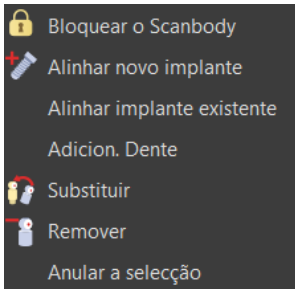 Bloquear o Scanbody
Alinhar novo implante
Alinhar implante existente
Adicion. Dente
Substituir
Remover
Anular a selecção